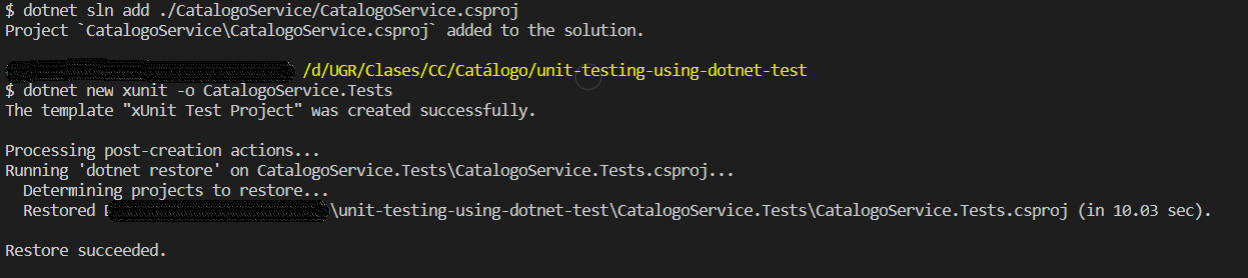 $ dotnet sln add ./CatalogoService/CatalogoService.csproj
Project `CatalogoService\CatalogoService.csproj` added to the solution.
/d/UGR/Clases/CC/Catálogo/unit-testing-using-dotnet-test
$ dotnet new xunit -o CatalogoService.Tests
The template "xUnit Test Project" was created successfully.
Processing post-creation actions...
Running 'dotnet restore' on CatalogoService.Tests\CatalogoService.Tests.csproj...
Determining projects to restore...
Restored \unit-testing-using-dotnet-test\CatalogoService.Tests\CatalogoService.Tests.csproj (in 10.03 sec).
Restore succeeded.